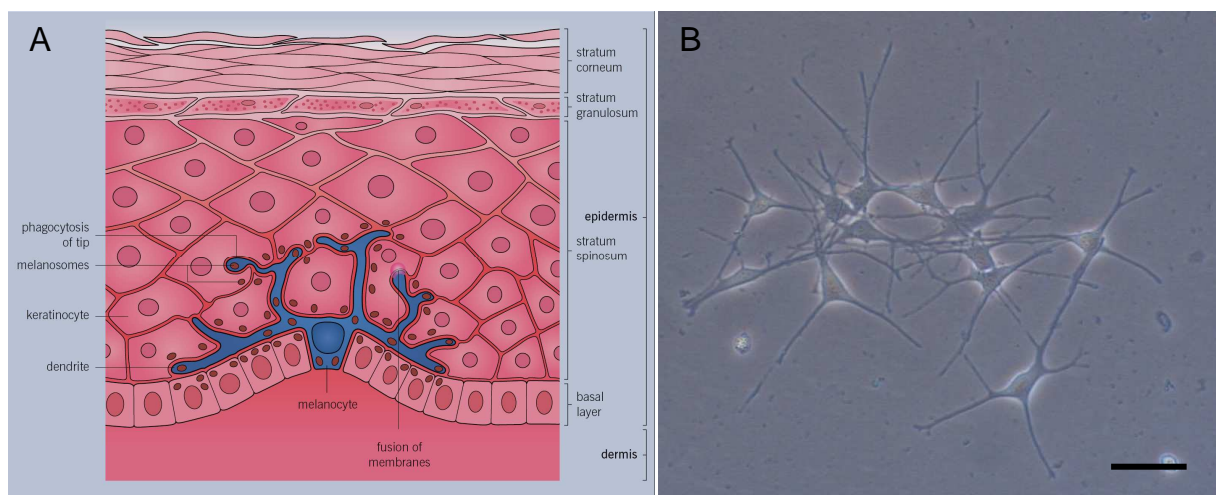 A
B
stratum
corneum
stratum
granulosum
phagocytosis
of tip
melanosomes
keratinocyte
dendrite
epidermis
stratum
spinosum
melanocyte
basal
layer
fusion of
membranes
dermis